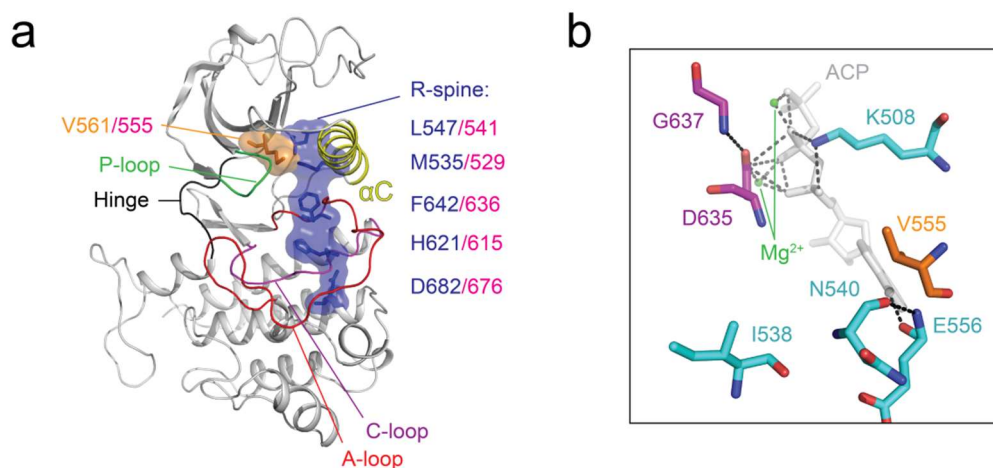 a
V561/555
P-loop
Hinge
R-spine:
L547/541
M535/529
αC
F642/636
H621/615
D682/676
C-loop
A-loop
b
ACP
G637
K508
D635
Mg²⁺
V555
N540
E556
I538